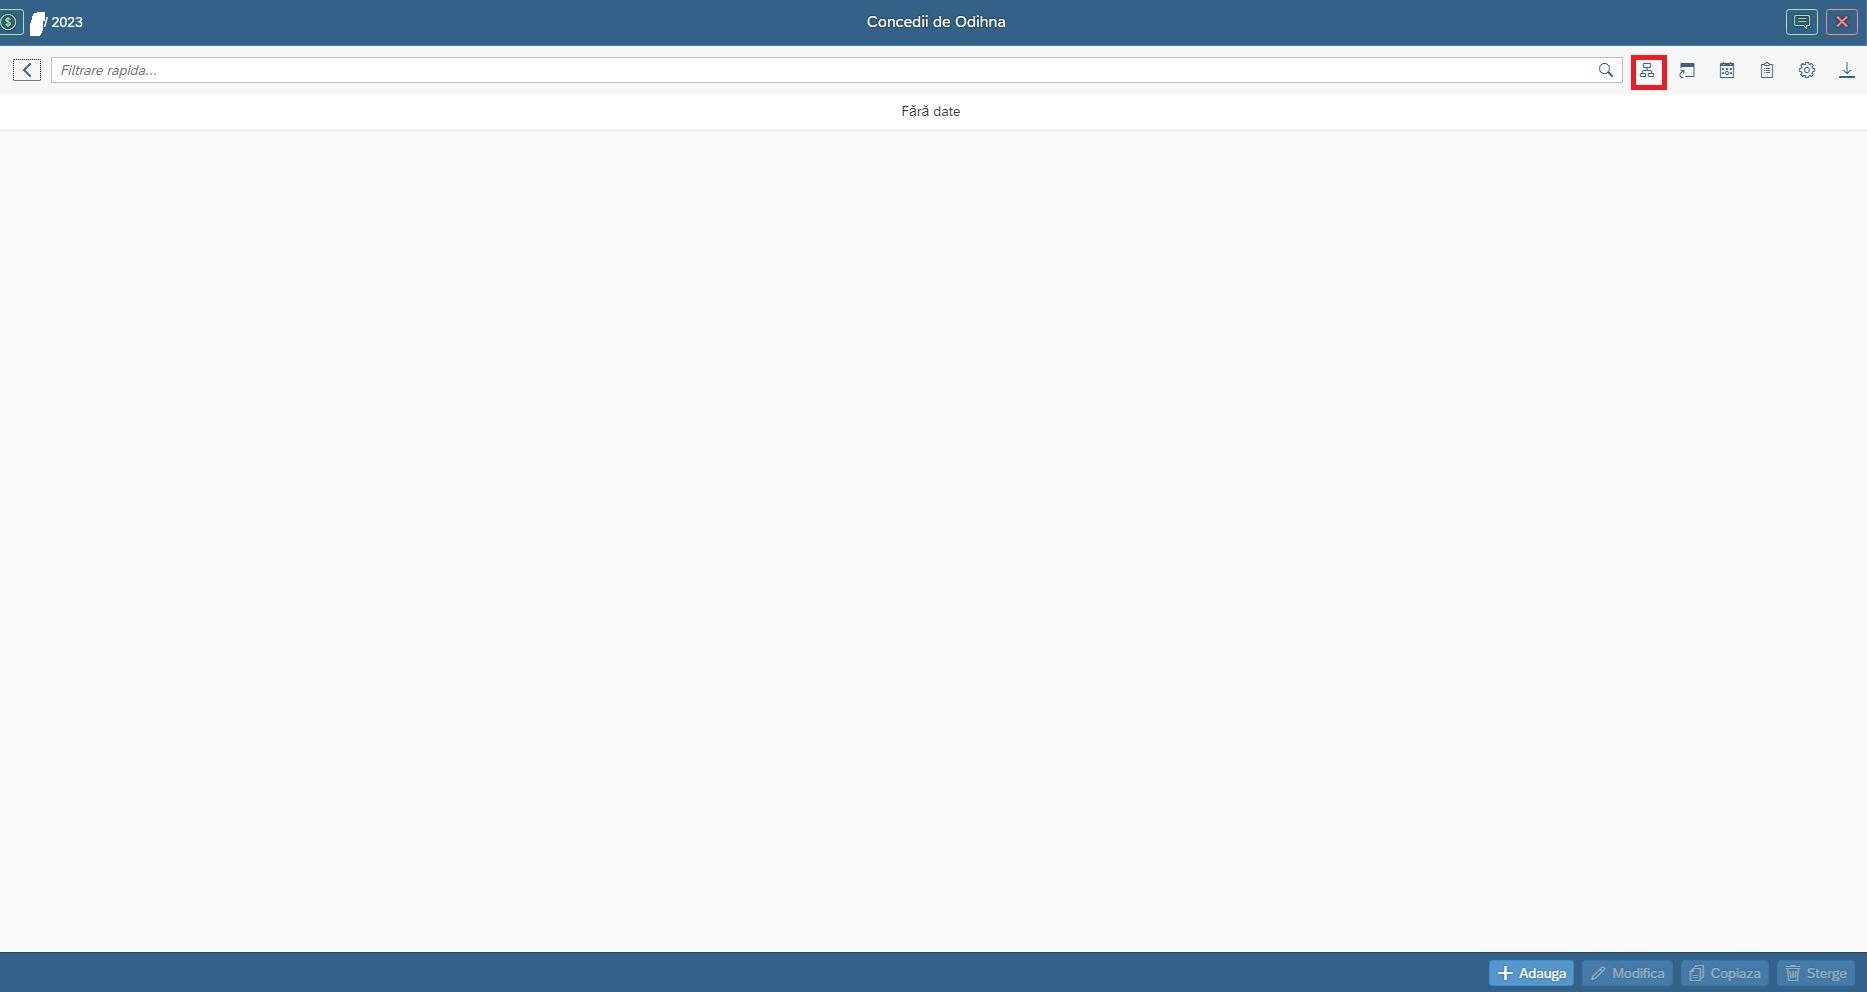 / 2023
Concedii de Odihna
Filtrare rapida...
Fără date
Adauga
Modifica
Copiaza
Sterge